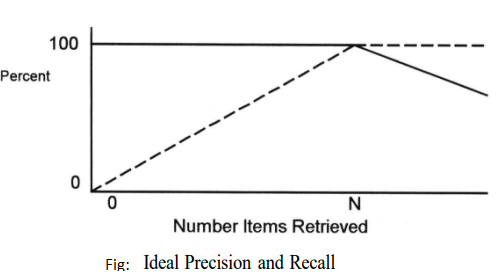 100
Percent
0
0 N
Number Items Retrieved
Fig: Ideal Precision and Recall